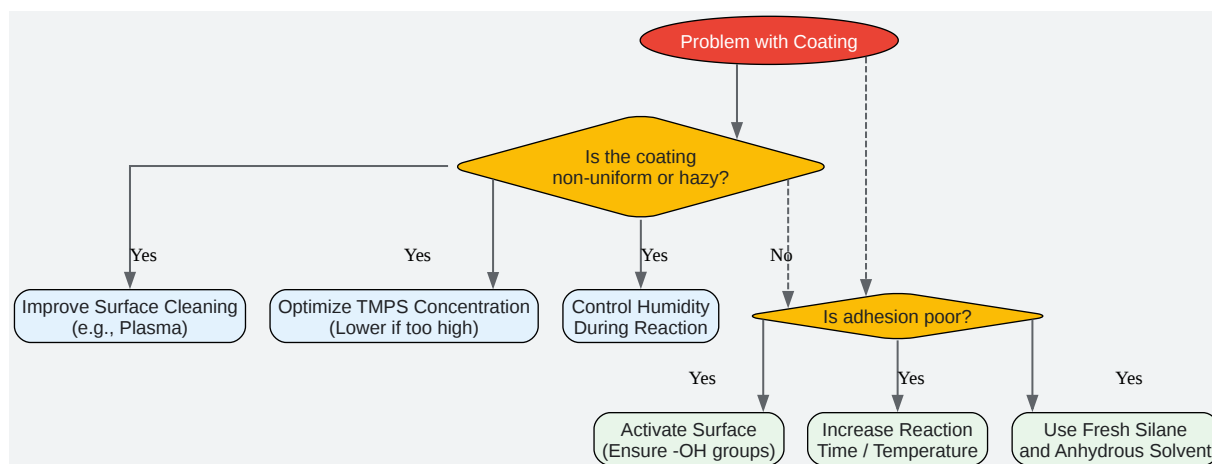 Problem with Coating
Is the coating
non-uniform or hazy?
Yes
Yes
Yes
No
Improve Surface Cleaning
(e.g., Plasma)
Optimize TMPS Concentration
(Lower if too high)
Control Humidity
During Reaction
Is adhesion poor?
Yes
Yes
Yes
Activate Surface
(Ensure -OH groups)
Increase Reaction
Time / Temperature
Use Fresh Silane
and Anhydrous Solvent